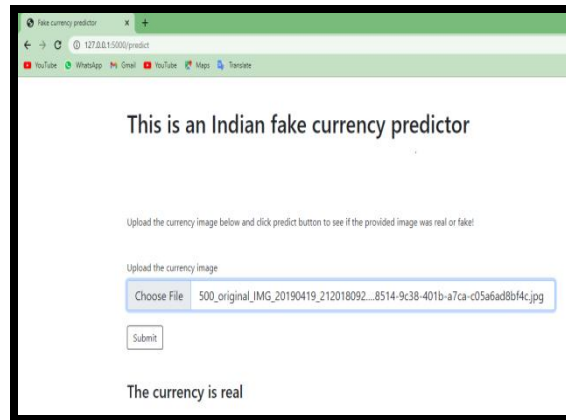 Fake currency predictor
127.0.0.1:5000/predict
YouTube WhatsApp Gmail YouTube Maps Translate
This is an Indian fake currency predictor
Upload the currency image below and click predict button to see if the provided image was real or fake!
Upload the currency image
Choose File 500_original_IMG_20190419_212018092....8514-9c38-401b-a7ca-c05a6ad8bf4c.jpg
Submit
The currency is real